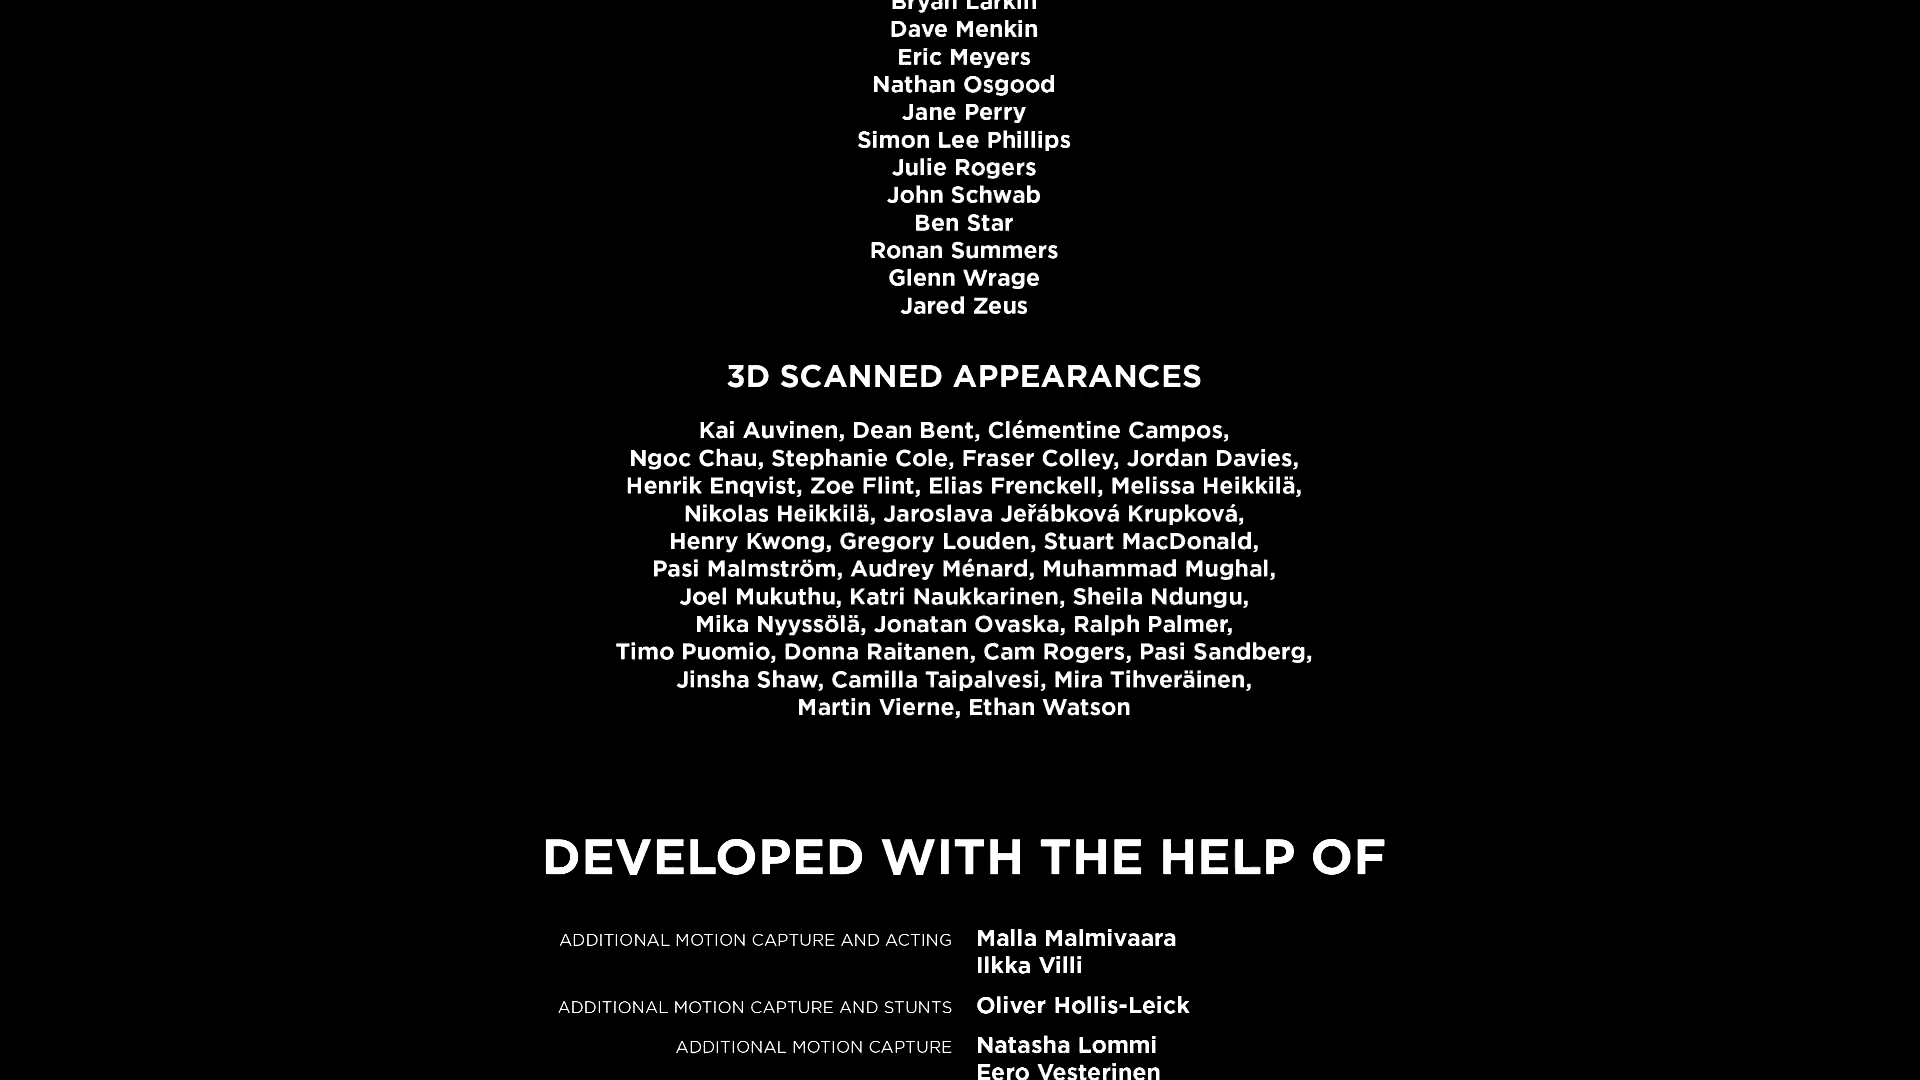 Bryan Larkin
Dave Menkin
Eric Meyers
Nathan Osgood
Jane Perry
Simon Lee Phillips
Julie Rogers
John Schwab
Ben Star
Ronan Summers
Glenn Wrage
Jared Zeus
3D SCANNED APPEARANCES
Kai Auvinen, Dean Bent, Clémentine Campos,
Ngoc Chau, Stephanie Cole, Fraser Colley, Jordan Davies,
Henrik Enqvist, Zoe Flint, Elias Frenckell, Melissa Heikkilä,
Nikolas Heikkilä, Jaroslava Jeřábková Krupková,
Henry Kwong, Gregory Louden, Stuart MacDonald,
Pasi Malmström, Audrey Ménard, Muhammad Mughal,
Joel Mukuthu, Katri Naukkarinen, Sheila Ndungu,
Mika Nyyssölä, Jonatan Ovaska, Ralph Palmer,
Timo Puomio, Donna Raitanen, Cam Rogers, Pasi Sandberg,
Jinsha Shaw, Camilla Taipalvesi, Mira Tihveräinen,
Martin Vierne, Ethan Watson
DEVELOPED WITH THE HELP OF
ADDITIONAL MOTION CAPTURE AND ACTING Malla Malmivaara
Ilkka Villi
ADDITIONAL MOTION CAPTURE AND STUNTS Oliver Hollis-Leick
ADDITIONAL MOTION CAPTURE Natasha Lommi
Eero Vesterinen